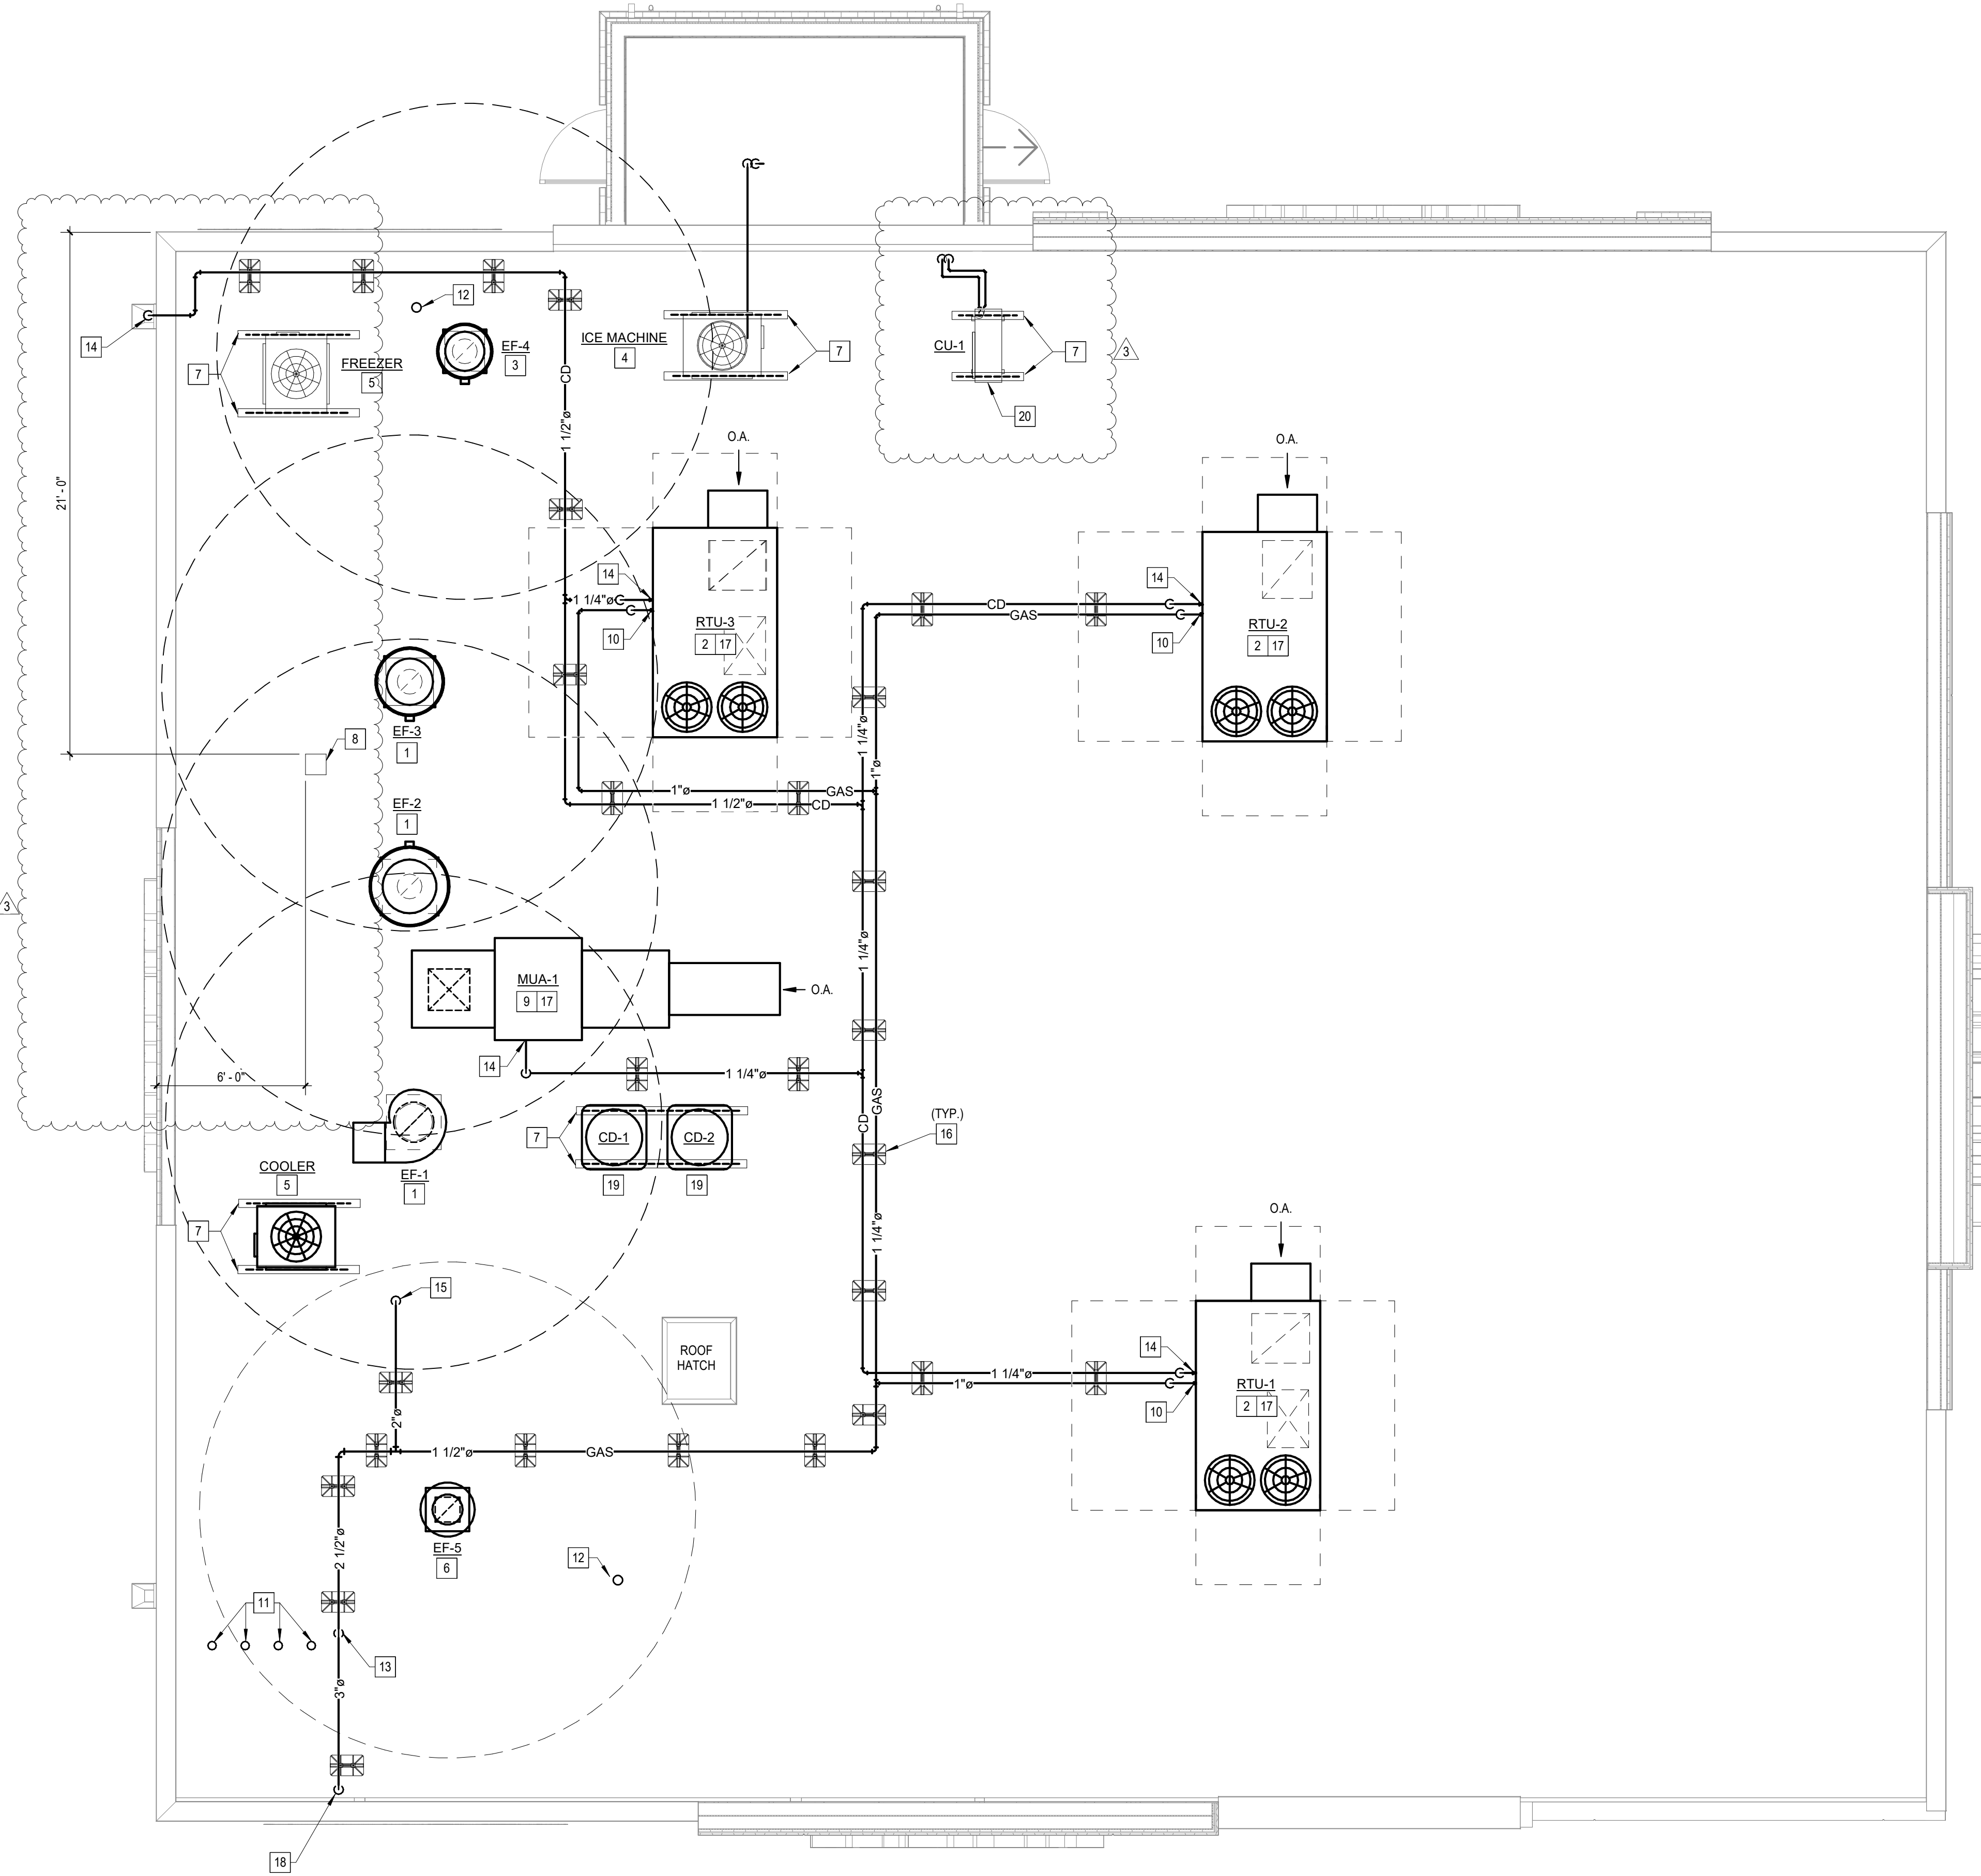 14
12
7
FREEZER
5
EF-4
3
ICE MACHINE
4
7
CU-1
7
3
20
21' - 0"
CD
1 1/2"ø
O.A.
O.A.
14
1 1/4"ø
10
RTU-3
2 17
14
CD
GAS
10
RTU-2
2 17
EF-3
1
8
1 1/4"ø
1"ø
1"ø
GAS
1 1/2"ø
CD
EF-2
1
3
MUA-1
9 17
O.A.
1 1/4"ø
14
1 1/4"ø
6' - 0"
GAS
CD
(TYP.)
16
7
CD-1
CD-2
19
19
EF-1
1
COOLER
5
7
1 1/4"ø
O.A.
15
ROOF
HATCH
14
1 1/4"ø
1"ø
10
RTU-1
2 17
2"ø
1 1/2"ø
GAS
2 1/2"ø
EF-5
6
12
11
13
3"ø
18